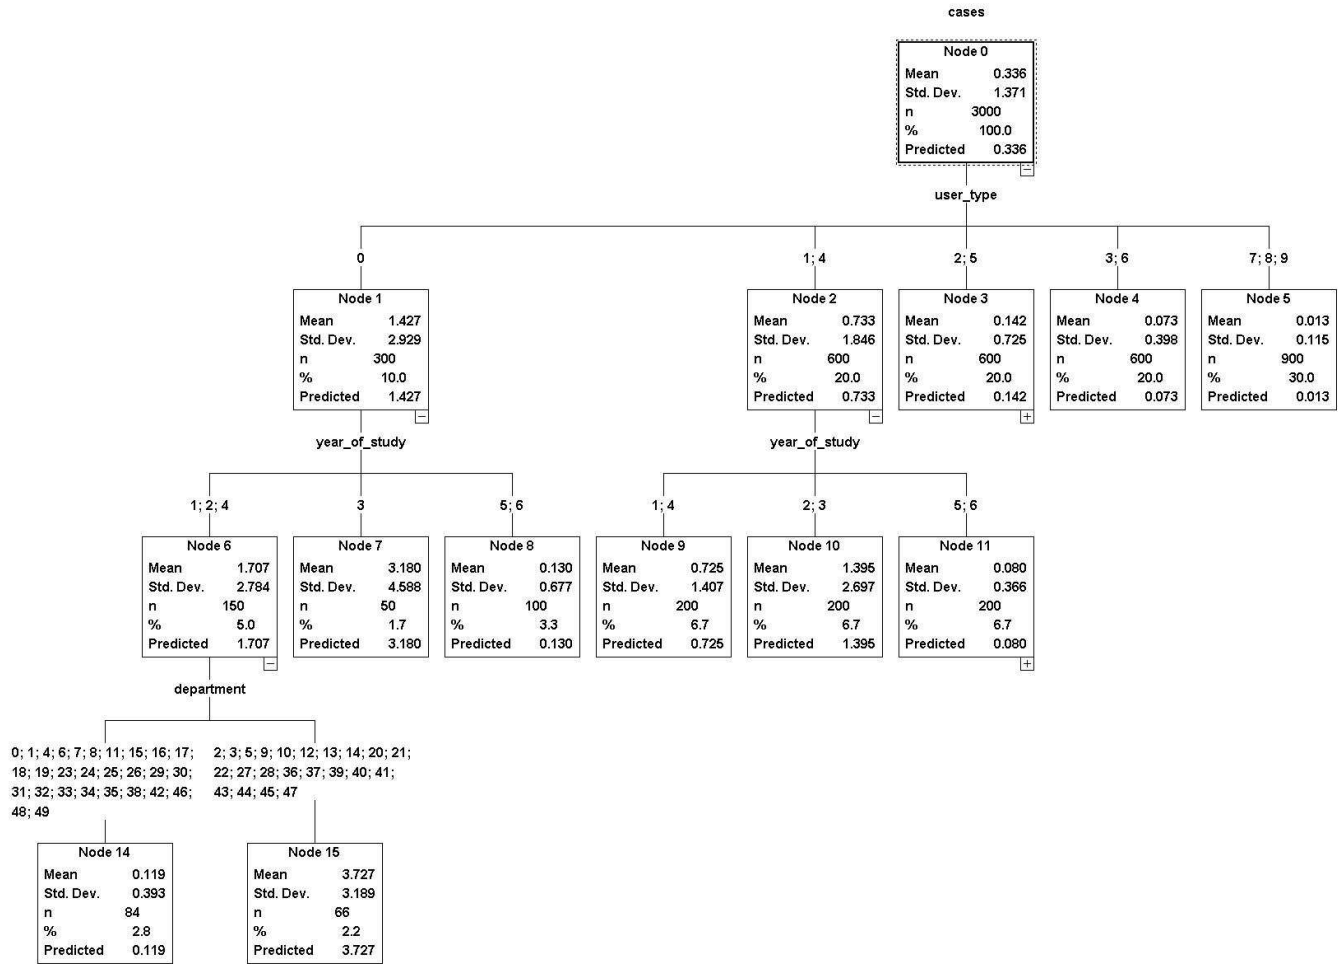 cases
Node 0
Mean 0.336
Std. Dev. 1.371
n 3000
% 100.0
Predicted 0.336
user_type
0
1; 4
2; 5
3; 6
7; 8; 9
Node 1
Mean 1.427
Std. Dev. 2.929
n 300
% 10.0
Predicted 1.427
Node 2
Mean 0.733
Std. Dev. 1.846
n 600
% 20.0
Predicted 0.733
Node 3
Mean 0.142
Std. Dev. 0.725
n 600
% 20.0
Predicted 0.142
Node 4
Mean 0.073
Std. Dev. 0.398
n 600
% 20.0
Predicted 0.073
Node 5
Mean 0.013
Std. Dev. 0.115
n 900
% 30.0
Predicted 0.013
year_of_study
year_of_study
1; 2; 4
3
5; 6
1; 4
2; 3
5; 6
Node 6
Mean 1.707
Std. Dev. 2.784
n 150
% 5.0
Predicted 1.707
Node 7
Mean 3.180
Std. Dev. 4.588
n 50
% 1.7
Predicted 3.180
Node 8
Mean 0.130
Std. Dev. 0.677
n 100
% 3.3
Predicted 0.130
Node 9
Mean 0.725
Std. Dev. 1.407
n 200
% 6.7
Predicted 0.725
Node 10
Mean 1.395
Std. Dev. 2.697
n 200
% 6.7
Predicted 1.395
Node 11
Mean 0.080
Std. Dev. 0.366
n 200
% 6.7
Predicted 0.080
department
0; 1; 4; 6; 7; 8; 11; 15; 16; 17;
18; 19; 23; 24; 25; 26; 29; 30;
31; 32; 33; 34; 35; 38; 42; 46;
48; 49
2; 3; 5; 9; 10; 12; 13; 14; 20; 21;
22; 27; 28; 36; 37; 39; 40; 41;
43; 44; 45; 47
Node 14
Mean 0.119
Std. Dev. 0.393
n 84
% 2.8
Predicted 0.119
Node 15
Mean 3.727
Std. Dev. 3.189
n 66
% 2.2
Predicted 3.727